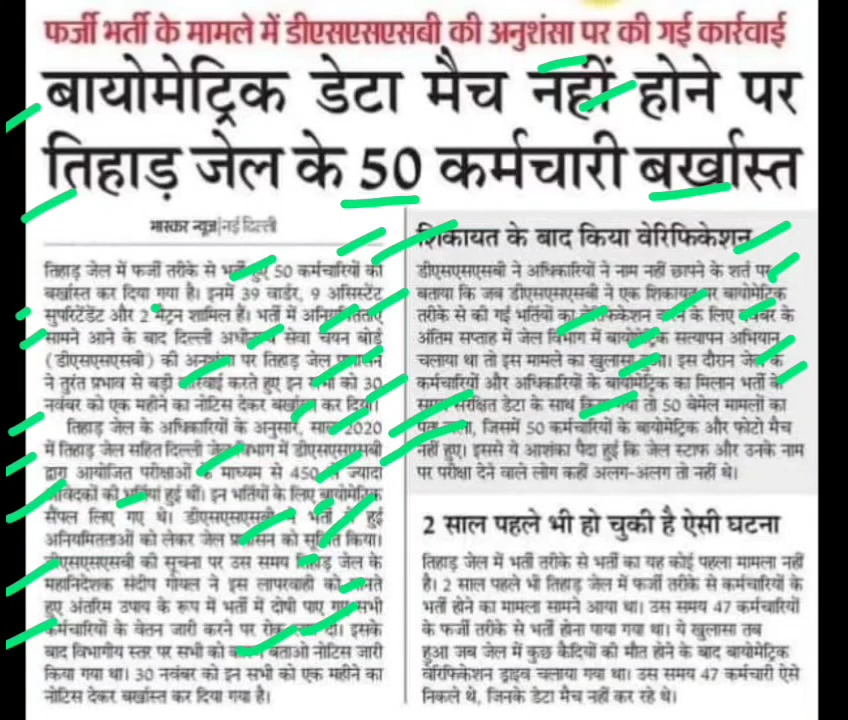 फर्जी भर्ती के मामले में डीएसएसएसबी की अनुशंसा पर की गई कार्रवाई
बायोमेट्रिक डेटा मैच नहीं होने पर
तिहाड़ जेल के 50 कर्मचारी बर्खास्त
भास्कर न्यूज|नई दिल्ली
तिहाड़ जेल में फर्जी तरीके से भर्ती हुए 50 कर्मचारियों को
बर्खास्त कर दिया गया है। इनमें 39 वार्डर, 9 असिस्टेंट
सुपरिटेंडेंट और 2 मैट्रन शामिल है। भर्ती में अनियमितताएं
सामने आने के बाद दिल्ली अधीनस्थ सेवा चयन बोर्ड
(डीएसएसएसबी) की अनुशंसा पर तिहाड़ जेल प्रशासन
ने तुरंत प्रभाव से बड़ी कार्रवाई करते हुए इन सभी को 30
नवंबर को एक महीने का नोटिस देकर बर्खास्त कर दिया।
तिहाड़ जेल के अधिकारियों के अनुसार, साल 2020
में तिहाड़ जेल सहित दिल्ली जेल विभाग में डीएसएसएसबी
द्वारा आयोजित परीक्षाओं के माध्यम से 450 से ज्यादा
आवेदकों की भर्तियां हुई थीं। इन भर्तियों के लिए बायोमेट्रिक
सैंपल लिए गए थे। डीएसएसएसबी ने भर्ती में हुई
अनियमितताओं को लेकर जेल प्रशासन को सूचित किया।
डीएसएसएसबी की सूचना पर उस समय तिहाड़ जेल के
महानिदेशक संदीप गोयल ने इस लापरवाही को मानते
हुए अंतरिम उपाय के रूप में भर्ती में दोषी पाए गए सभी
कर्मचारियों के वेतन जारी करने पर रोक लगा दी। इसके
बाद विभागीय स्तर पर सभी को कारण बताओ नोटिस जारी
किया गया था। 30 नवंबर को इन सभी को एक महीने का
नोटिस देकर बर्खास्त कर दिया गया है।
शिकायत के बाद किया वेरिफिकेशन
डीएसएसएसबी ने अधिकारियों ने नाम नहीं छापने के शर्त पर
बताया कि जब डीएसएसएसबी ने एक शिकायत पर बायोमेट्रिक
तरीके से की गई भर्तियों का वेरिफिकेशन करने के लिए नवंबर के
अंतिम सप्ताह में जेल विभाग में बायोमेट्रिक सत्यापन अभियान
चलाया था तो इस मामले का खुलासा हुआ। इस दौरान जेल के
कर्मचारियों और अधिकारियों के बायोमेट्रिक का मिलान भर्ती के
समय संरक्षित डेटा के साथ किया गया तो 50 बेमेल मामलों का
पता चला, जिसमें 50 कर्मचारियों के बायोमेट्रिक और फोटो मैच
नहीं हुए। इससे ये आशंका पैदा हुई कि जेल स्टाफ और उनके नाम
पर परीक्षा देने वाले लोग कहीं अलग-अलग तो नहीं थे।
2 साल पहले भी हो चुकी है ऐसी घटना
तिहाड़ जेल में भर्ती तरीके से भर्ती का यह कोई पहला मामला नहीं
है। 2 साल पहले भी तिहाड़ जेल में फर्जी तरीके से कर्मचारियों के
भर्ती होने का मामला सामने आया था। उस समय 47 कर्मचारियों
के फर्जी तरीके से भर्ती होना पाया गया था। ये खुलासा तब
हुआ जब जेल में कुछ कैदियों की मौत होने के बाद बायोमेट्रिक
वेरिफिकेशन ड्राइव चलाया गया था। उस समय 47 कर्मचारी ऐसे
निकले थे, जिनके डेटा मैच नहीं कर रहे थे।